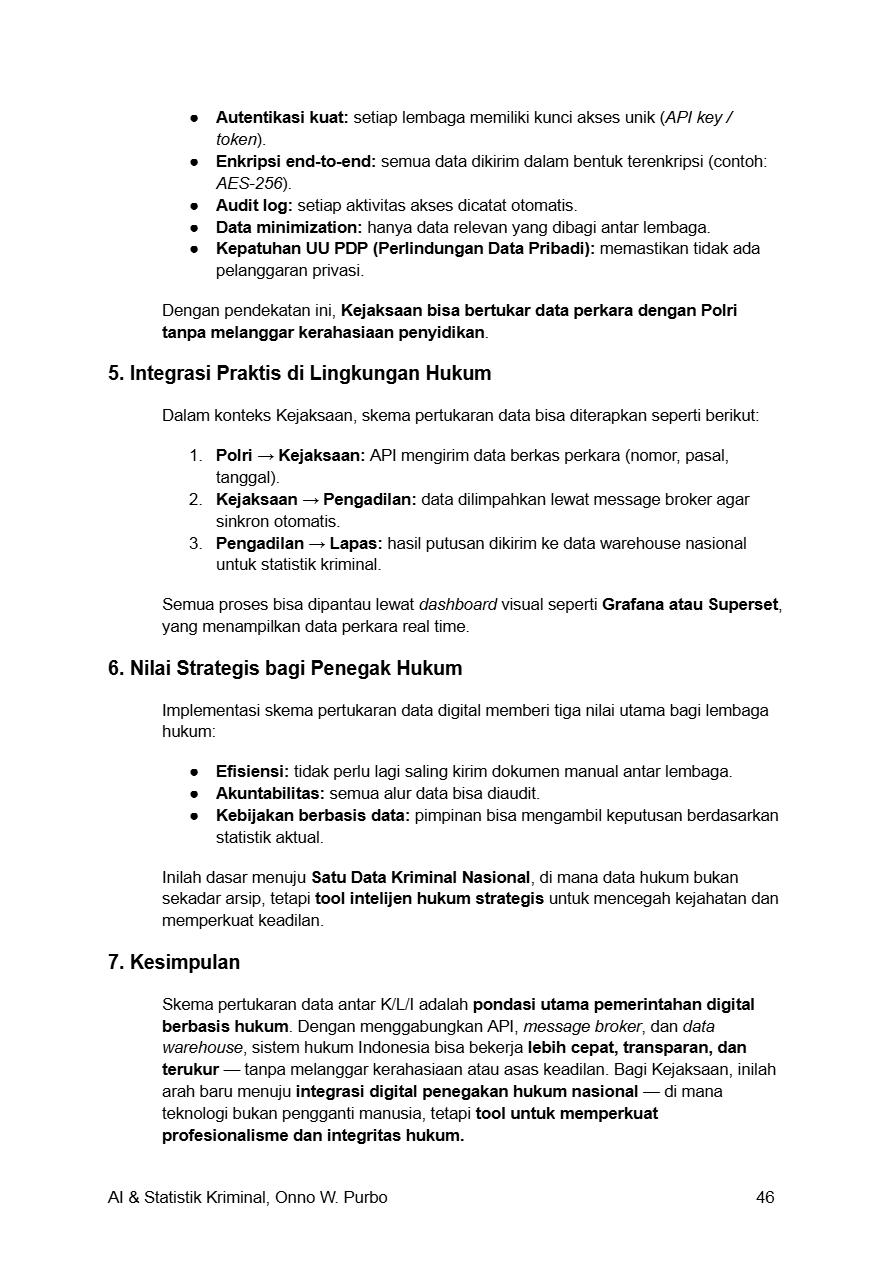 ● Autentikasi kuat: setiap lembaga memiliki kunci akses unik (API key /
token).
● Enkripsi end-to-end: semua data dikirim dalam bentuk terenkripsi (contoh:
AES-256).
● Audit log: setiap aktivitas akses dicatat otomatis.
● Data minimization: hanya data relevan yang dibagi antar lembaga.
● Kepatuhan UU PDP (Perlindungan Data Pribadi): memastikan tidak ada
pelanggaran privasi.
Dengan pendekatan ini, Kejaksaan bisa bertukar data perkara dengan Polri
tanpa melanggar kerahasiaan penyidikan.
5. Integrasi Praktis di Lingkungan Hukum
Dalam konteks Kejaksaan, skema pertukaran data bisa diterapkan seperti berikut:
1. Polri → Kejaksaan: API mengirim data berkas perkara (nomor, pasal,
tanggal).
2. Kejaksaan → Pengadilan: data dilimpahkan lewat message broker agar
sinkron otomatis.
3. Pengadilan → Lapas: hasil putusan dikirim ke data warehouse nasional
untuk statistik kriminal.
Semua proses bisa dipantau lewat dashboard visual seperti Grafana atau Superset,
yang menampilkan data perkara real time.
6. Nilai Strategis bagi Penegak Hukum
Implementasi skema pertukaran data digital memberi tiga nilai utama bagi lembaga
hukum:
● Efisiensi: tidak perlu lagi saling kirim dokumen manual antar lembaga.
● Akuntabilitas: semua alur data bisa diaudit.
● Kebijakan berbasis data: pimpinan bisa mengambil keputusan berdasarkan
statistik aktual.
Inilah dasar menuju Satu Data Kriminal Nasional, di mana data hukum bukan
sekadar arsip, tetapi tool intelijen hukum strategis untuk mencegah kejahatan dan
memperkuat keadilan.
7. Kesimpulan
Skema pertukaran data antar K/L/I adalah pondasi utama pemerintahan digital
berbasis hukum. Dengan menggabungkan API, message broker, dan data
warehouse, sistem hukum Indonesia bisa bekerja lebih cepat, transparan, dan
terukur — tanpa melanggar kerahasiaan atau asas keadilan. Bagi Kejaksaan, inilah
arah baru menuju integrasi digital penegakan hukum nasional — di mana
teknologi bukan pengganti manusia, tetapi tool untuk memperkuat
profesionalisme dan integritas hukum.
AI & Statistik Kriminal, Onno W. Purbo 46